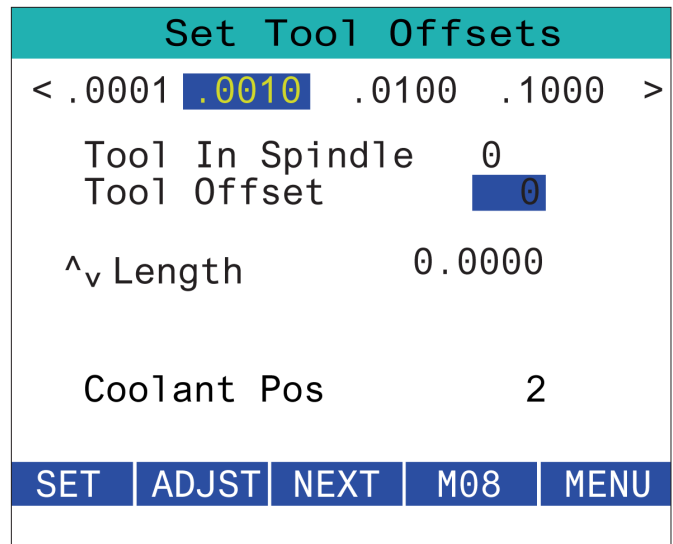 Set Tool Offsets
< .0001 .0010 .0100 .1000 >
Tool In Spindle 0
Tool Offset 0
^v Length 0.0000
Coolant Pos 2
SET ADJST NEXT M08 MENU